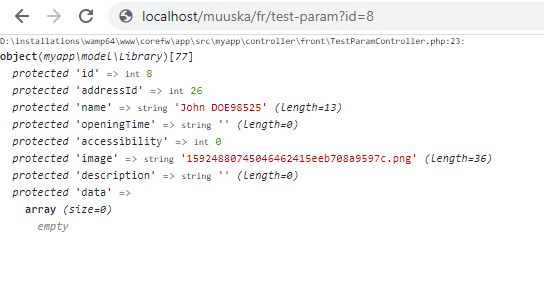 localhost/muuska/fr/test-param?id=8
D:\installations\wamp64\www\corefw\app\src\myapp\controller\front\TestParamController.php:23:
object(myapp\model\Library)[77]
protected 'id' => int 8
protected 'addressId' => int 26
protected 'name' => string 'John DOE98525' (length=13)
protected 'openingTime' => string '' (length=0)
protected 'accessibility' => int 0
protected 'image' => string '15924880745046462415eeb708a9597c.png' (length=36)
protected 'description' => string '' (length=0)
protected 'data' =>
array (size=0)
empty